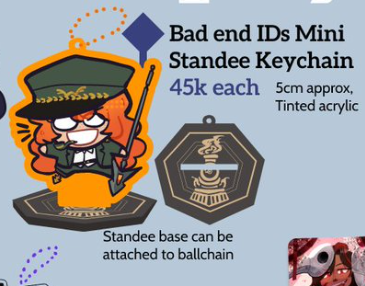 Bad end IDs Mini
Standee Keychain
45k each
5cm approx,
Tinted acrylic
Standee base can be
attached to ballchain